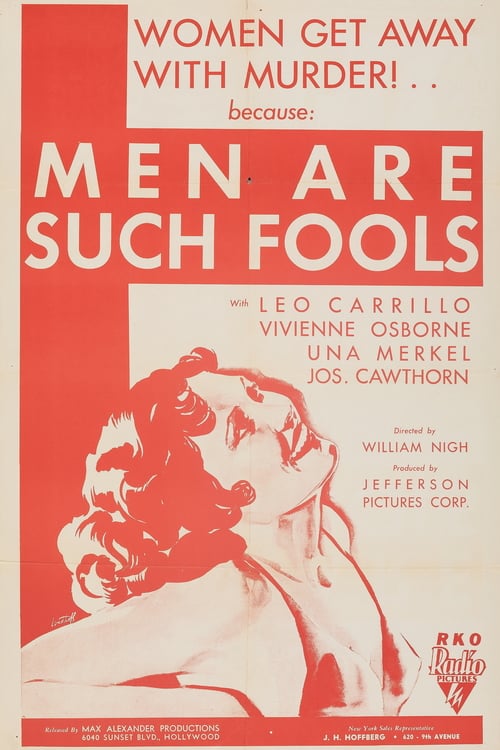 WOMEN GET AWAY
WITH MURDER!..
because:
MEN ARE
SUCH FOOLS
With LEO CARRILLO
VIVIENNE OSBORNE
UNA MERKEL
JOS. CAWTHORN
Directed by
WILLIAM NIGH
Produced by
JEFFERSON
PICTURES CORP.
RKO
Radio
PICTURES
Released By MAX ALEXANDER PRODUCTIONS
6040 SUNSET BLVD., HOLLYWOOD
New York Sales Representative
J. H. HOFFBERG • 620 - 9th AVENUE